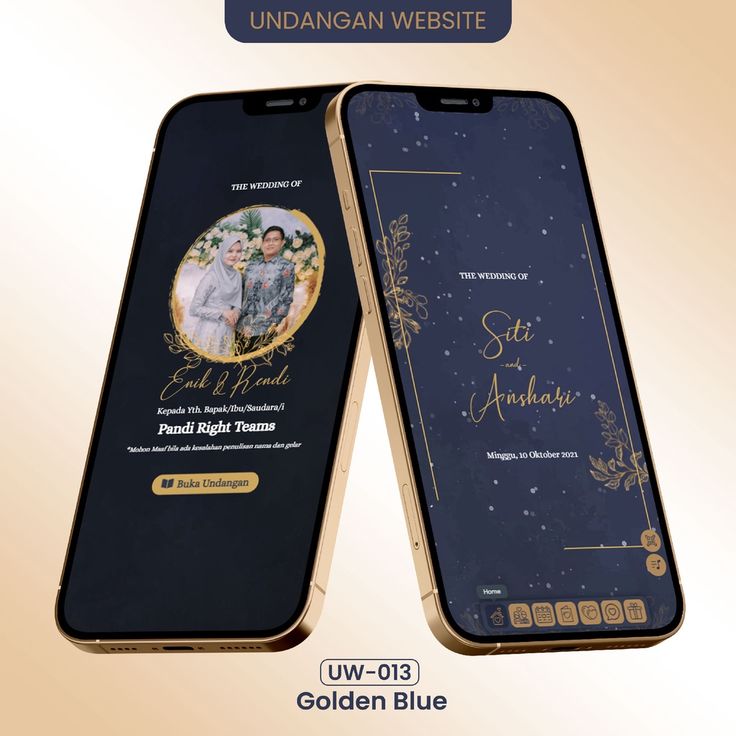 UNDANGAN WEBSITE
THE WEDDING OF
Enik & Rendi
Kepada Yth. Bapak/Ibu/Saudara/i
Pandi Right Teams
*Mohon Maaf bila ada kesalahan penulisan nama dan gelar
Buka Undangan
THE WEDDING OF
Siti
- and -
Anshari
Minggu, 10 Oktober 2021
Home
UW-013
Golden Blue